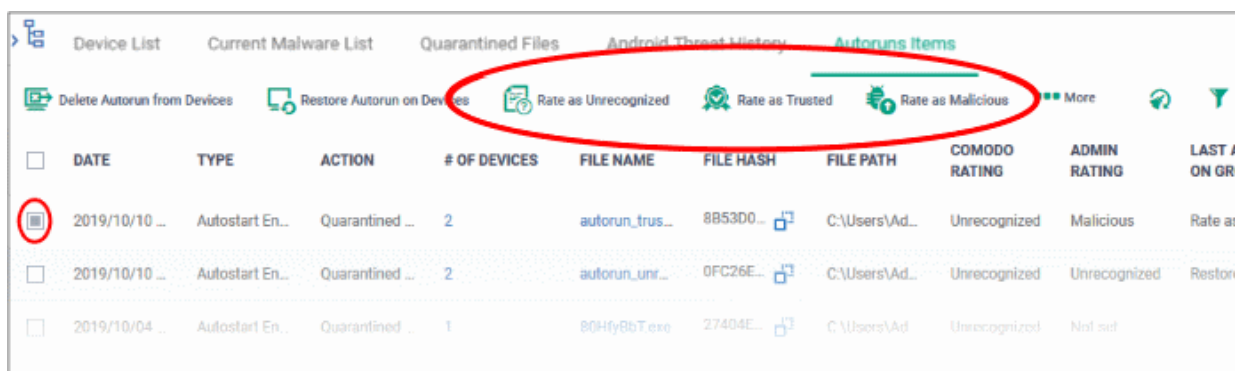 Device List Current Malware List Quarantined Files Android Threat History Autoruns Items
Delete Autorun from Devices Restore Autorun on Devices Rate as Unrecognized Rate as Trusted Rate as Malicious More
DATE TYPE ACTION # OF DEVICES FILE NAME FILE HASH FILE PATH COMODO RATING ADMIN RATING LAST A
ON GR
2019/10/10 ... Autostart En... Quarantined ... 2 autorun_trus... 8B53D0... C:\Users\Ad... Unrecognized Malicious Rate as
2019/10/10 ... Autostart En... Quarantined ... 2 autorun_unr... 0FC26E... C:\Users\Ad... Unrecognized Unrecognized Restor
2019/10/04 ... Autostart En... Quarantined ... 1 80HfyBbT.exe 27404E... C:\Users\Ad Unrecognized Not set